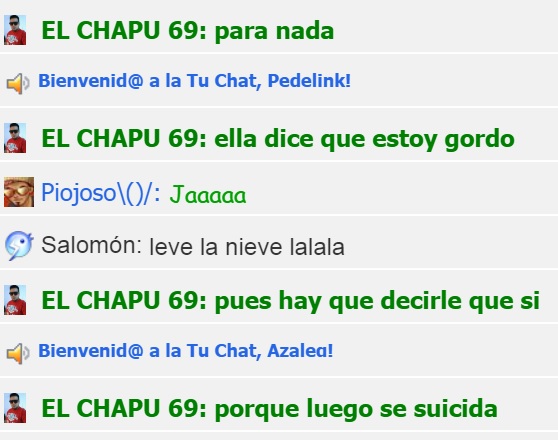 EL CHAPU 69: para nada
Bienvenid@ a la Tu Chat, Pedelink!
EL CHAPU 69: ella dice que estoy gordo
Piojoso\()/: Jaaaaa
Salomón: leve la nieve lalala
EL CHAPU 69: pues hay que decirle que si
Bienvenid@ a la Tu Chat, Azalea!
EL CHAPU 69: porque luego se suicida